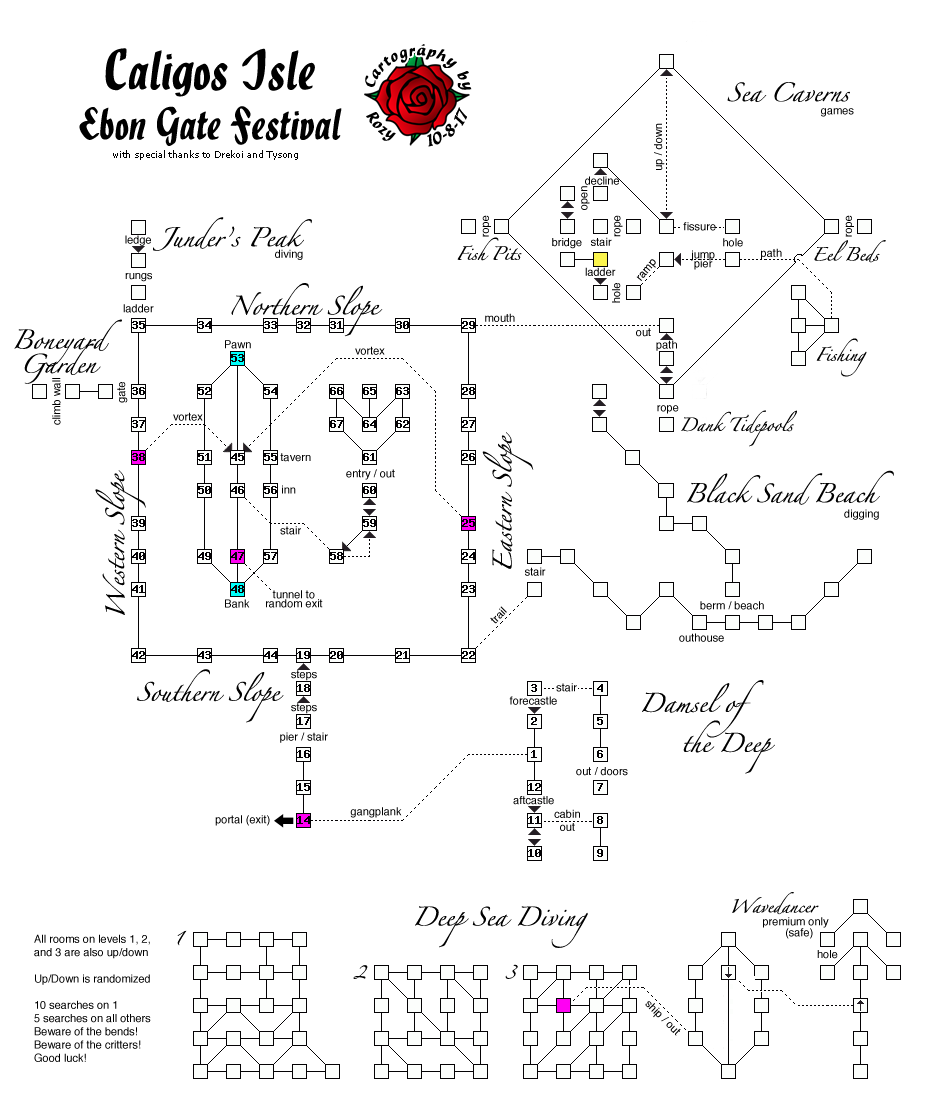 Caligos Isle
Ebon Gate Festival
with special thanks to Drekoi and Tysong
Cartography by
Rozy 10-8-17
Sea Caverns
games
up / down
decline
open
rope
rope
bridge
stair
rope
fissure
hole
Fish Pits
Eel Beds
ladder
ramp
jump
pier
path
hole
Fishing
mouth
out
path
rope
Dank Tidepools
Junder's Peak
diving
ledge
rungs
ladder
Northern Slope
35 34 33 32 31 30 29
Boneyard
Garden
climb wall
gate
Pawn
53
vortex
36 52 54 66 65 63 28
37 vortex 67 64 62 27
38 51 45 55 tavern 61 26
entry / out
50 46 56 inn 60
39 stair 59 25
40 49 47 57 58 24
41 48 23
Bank
tunnel to
random exit
Western Slope
Eastern Slope
42 43 44 19 20 21 22
trail
Southern Slope
steps
18
steps
17
pier / stair
16
15
portal (exit)
14
gangplank
Black Sand Beach
digging
stair
berm / beach
outhouse
Damsel of
the Deep
3 stair 4
forecastle
2 5
1 6
out / doors
12 7
aftcastle
11 cabin 8
out
10 9
Deep Sea Diving
Wavedancer
premium only
(safe)
hole
1
2
3
ship / out
All rooms on levels 1, 2,
and 3 are also up/down
Up/Down is randomized
10 searches on 1
5 searches on all others
Beware of the bends!
Beware of the critters!
Good luck!